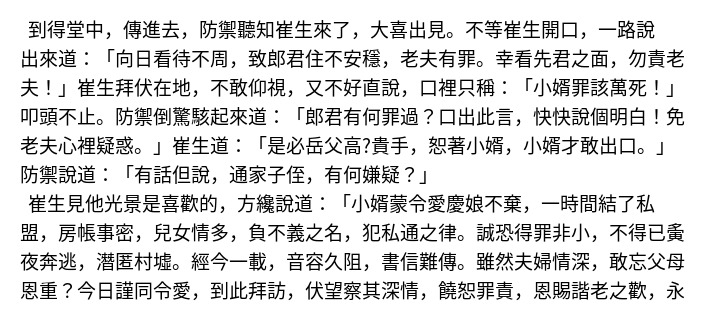 到得堂中，傳進去，防禦聽知崔生來了，大喜出見。不等崔生開口，一路說
出來道：「向日看待不周，致郎君住不安穩，老夫有罪。幸看先君之面，勿責老
夫！」崔生拜伏在地，不敢仰視，又不好直說，口裡只稱：「小婿罪該萬死！」
叩頭不止。防禦倒驚駭起來道：「郎君有何罪過？口出此言，快快說個明白！免
老夫心裡疑惑。」崔生道：「是必岳父高?貴手，恕著小婿，小婿才敢出口。」
防禦說道：「有話但說，通家子侄，有何嫌疑？」
崔生見他光景是喜歡的，方纔說道：「小婿蒙令愛慶娘不棄，一時間結了私
盟，房帳事密，兒女情多，負不義之名，犯私通之律。誠恐得罪非小，不得已夤
夜奔逃，潛匿村墟。經今一載，音容久阻，書信難傳。雖然夫婦情深，敢忘父母
恩重？今日謹同令愛，到此拜訪，伏望察其深情，饒恕罪責，恩賜諧老之歡，永